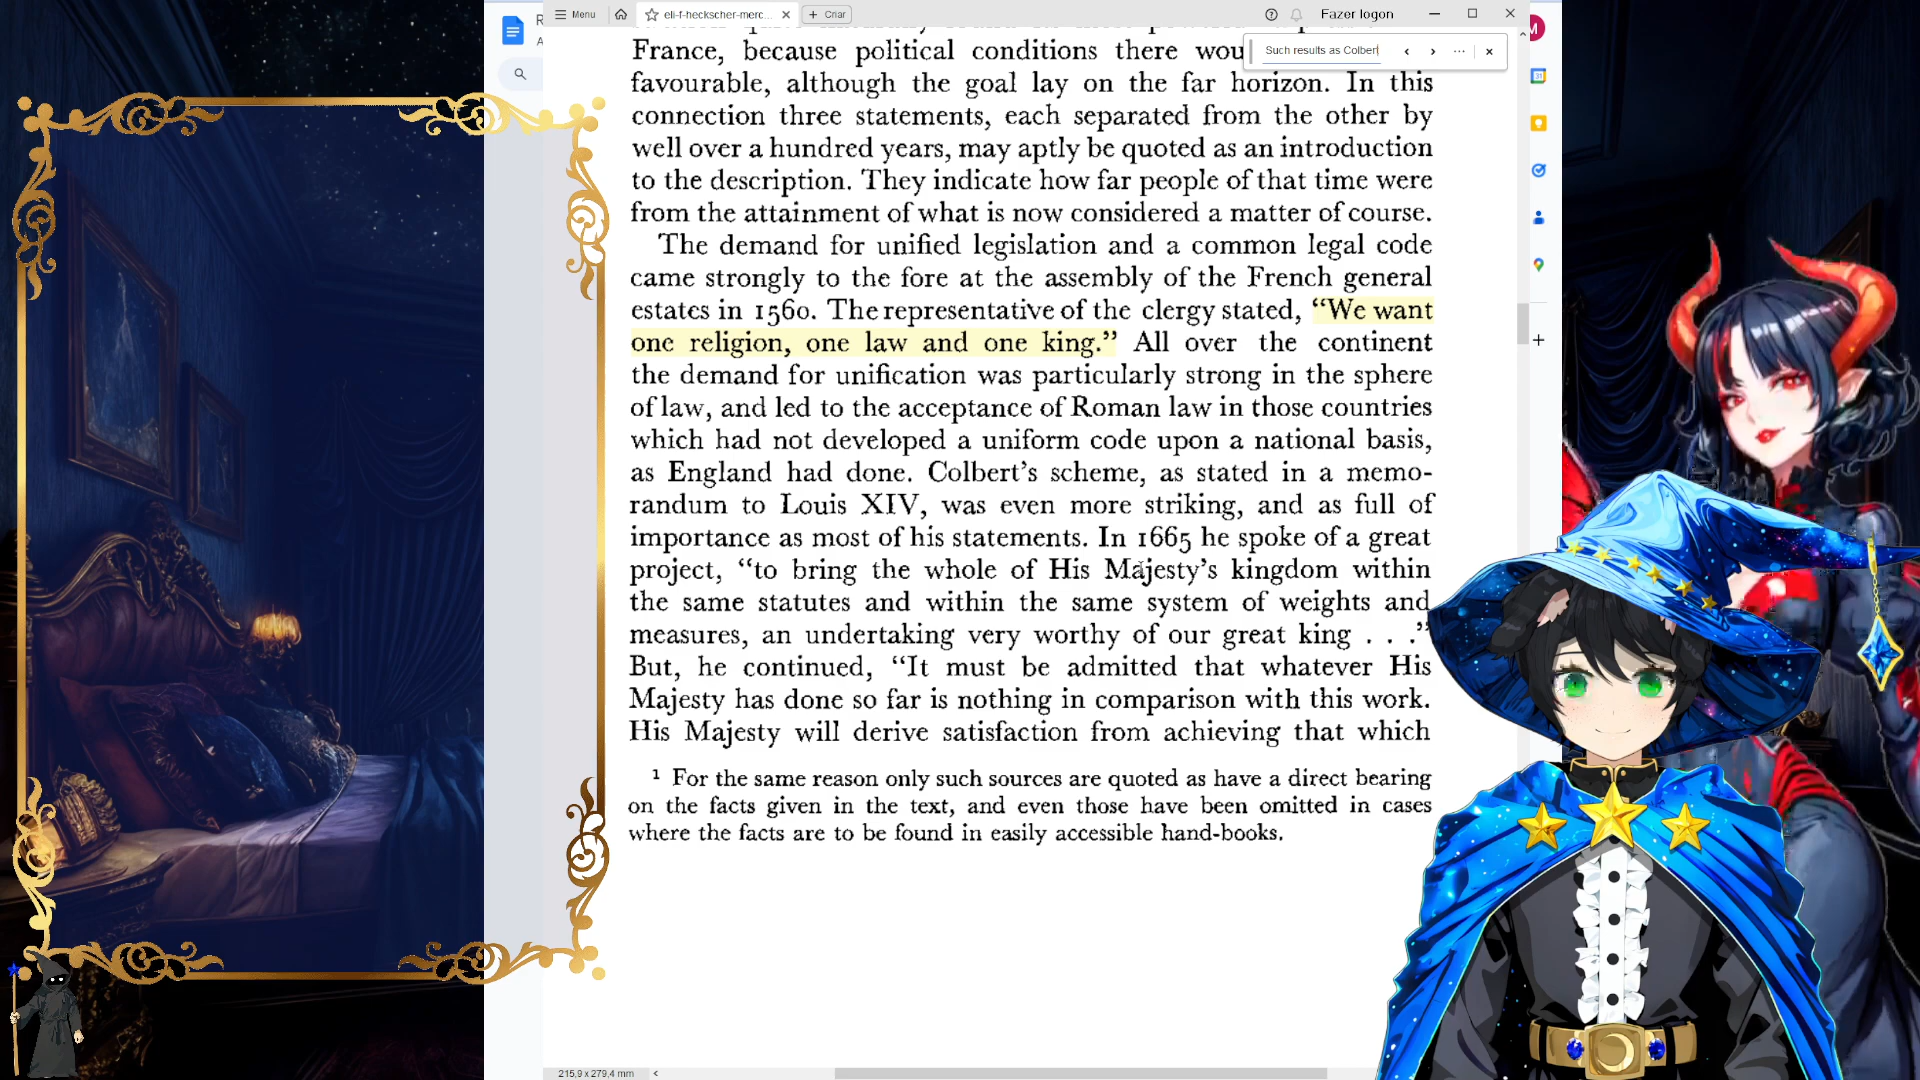 Menu
eli-f-heckscher-merc...
Criar
Fazer logon
Such results as Colbert
France, because political conditions there wou
favourable, although the goal lay on the far horizon. In this
connection three statements, each separated from the other by
well over a hundred years, may aptly be quoted as an introduction
to the description. They indicate how far people of that time were
from the attainment of what is now considered a matter of course.
The demand for unified legislation and a common legal code
came strongly to the fore at the assembly of the French general
estates in 1560. The representative of the clergy stated, “We want
one religion, one law and one king.” All over the continent
the demand for unification was particularly strong in the sphere
of law, and led to the acceptance of Roman law in those countries
which had not developed a uniform code upon a national basis,
as England had done. Colbert’s scheme, as stated in a memo-
randum to Louis XIV, was even more striking, and as full of
importance as most of his statements. In 1665 he spoke of a great
project, “to bring the whole of His Majesty’s kingdom within
the same statutes and within the same system of weights and
measures, an undertaking very worthy of our great king . . .”
But, he continued, “It must be admitted that whatever His
Majesty has done so far is nothing in comparison with this work.
His Majesty will derive satisfaction from achieving that which
1 For the same reason only such sources are quoted as have a direct bearing
on the facts given in the text, and even those have been omitted in cases
where the facts are to be found in easily accessible hand-books.
215,9 x 279,4 mm